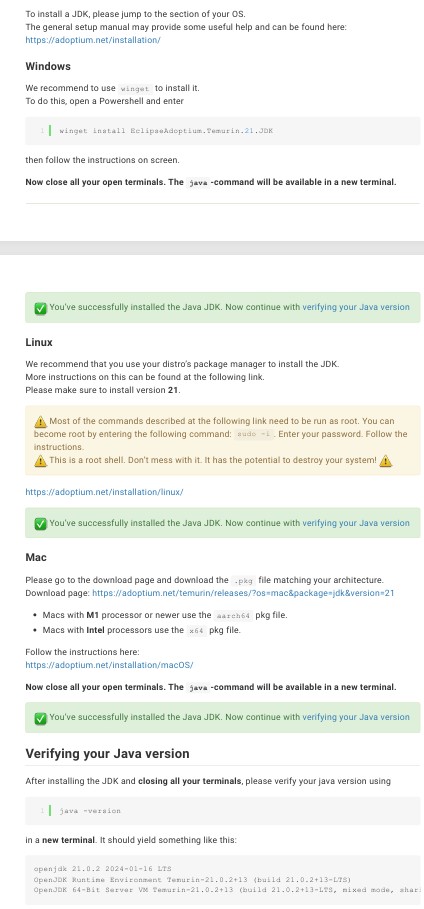 To install a JDK, please jump to the section of your OS.
The general setup manual may provide some useful help and can be found here:
https://adoptium.net/installation/
Windows
We recommend to use winget to install it.
To do this, open a Powershell and enter
1 winget install EclipseAdoptium.Temurin.21.JDK
then follow the instructions on screen.
Now close all your open terminals. The java -command will be available in a new terminal.
✅ You've successfully installed the Java JDK. Now continue with verifying your Java version
Linux
We recommend that you use your distro's package manager to install the JDK.
More instructions on this can be found at the following link.
Please make sure to install version 21.
⚠️ Most of the commands described at the following link need to be run as root. You can
become root by entering the following command: sudo -i. Enter your password. Follow the
instructions.
⚠️ This is a root shell. Don't mess with it. It has the potential to destroy your system! ⚠️
https://adoptium.net/installation/linux/
✅ You've successfully installed the Java JDK. Now continue with verifying your Java version
Mac
Please go to the download page and download the .pkg file matching your architecture.
Download page: https://adoptium.net/temurin/releases/?os=mac&package=jdk&version=21
• Macs with M1 processor or newer use the aarch64 pkg file.
• Macs with Intel processors use the x64 pkg file.
Follow the instructions here:
https://adoptium.net/installation/macOS/
Now close all your open terminals. The java -command will be available in a new terminal.
✅ You've successfully installed the Java JDK. Now continue with verifying your Java version
Verifying your Java version
After installing the JDK and closing all your terminals, please verify your java version using
1 java -version
in a new terminal. It should yield something like this:
openjdk 21.0.2 2024-01-16 LTS
OpenJDK Runtime Environment Temurin-21.0.2+13 (build 21.0.2+13-LTS)
OpenJDK 64-Bit Server VM Temurin-21.0.2+13 (build 21.0.2+13-LTS, mixed mode, shar